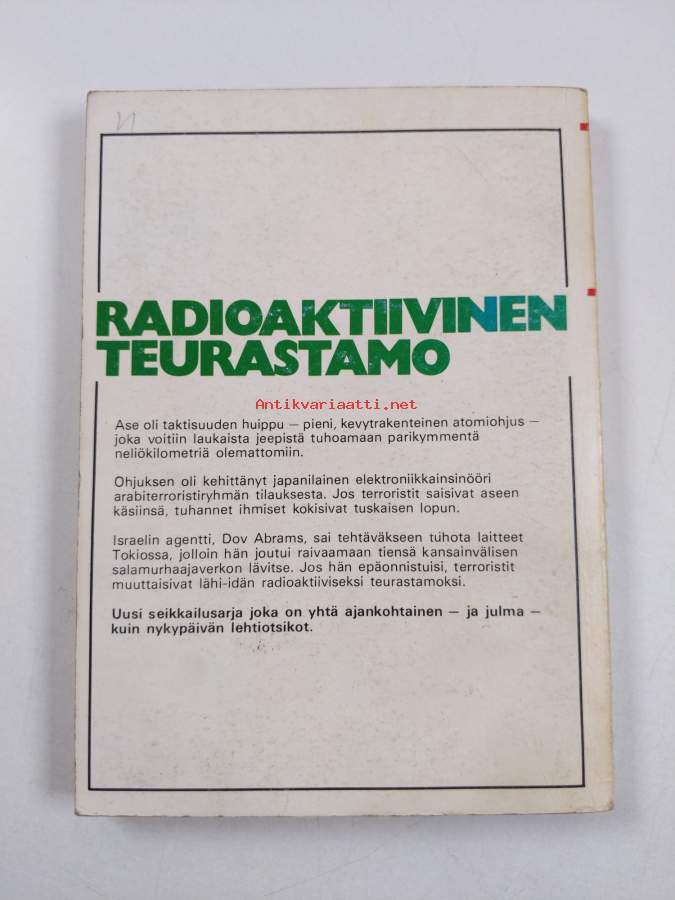 RADIOAKTIIVINEN
TEURASTAMO
Antikvariaatti.net
Ase oli taktisuuden huippu — pieni, kevytrakenteinen atomiohjus —
joka voitiin laukaista jeepistä tuhoamaan parikymmentä
neliökilometriä olemattomiin.
Ohjuksen oli kehittänyt japanilainen elektroniikkainsinööri
arabiterroristiryhmän tilauksesta. Jos terroristit saisivat aseen
käsiinsä, tuhannet ihmiset kokisivat tuskaisen lopun.
Israelin agentti, Dov Abrams, sai tehtäväkseen tuhota laitteet
Tokiossa, jolloin hän joutui raivaamaan tiensä kansainvälisen
salamurhaajaverkon lävitse. Jos hän epäonnistuisi, terroristit
muuttaisivat lähi-idän radioaktiiviseksi teurastamoksi.
Uusi seikkailusarja joka on yhtä ajankohtainen — ja julma —
kuin nykypäivän lehtiotsikot.